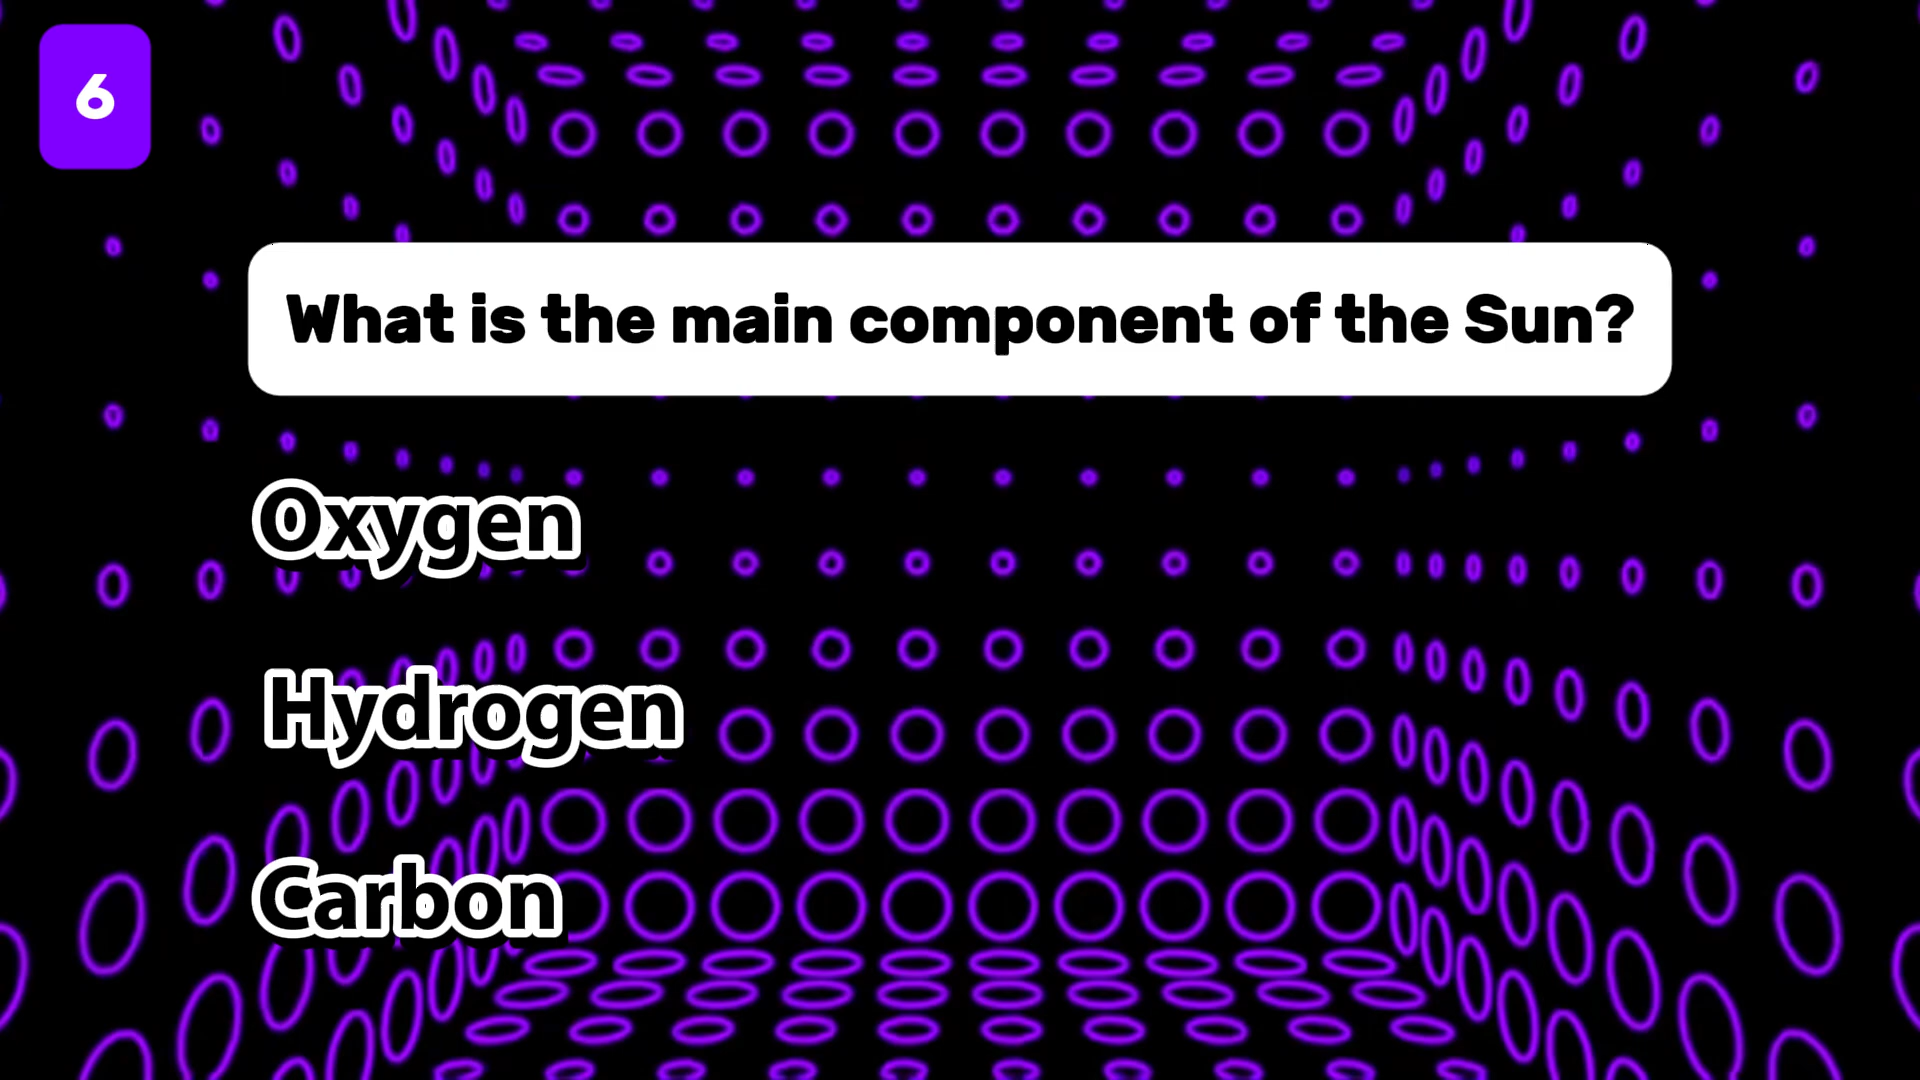 6
What is the main component of the Sun?
Oxygen
Hydrogen
Carbon